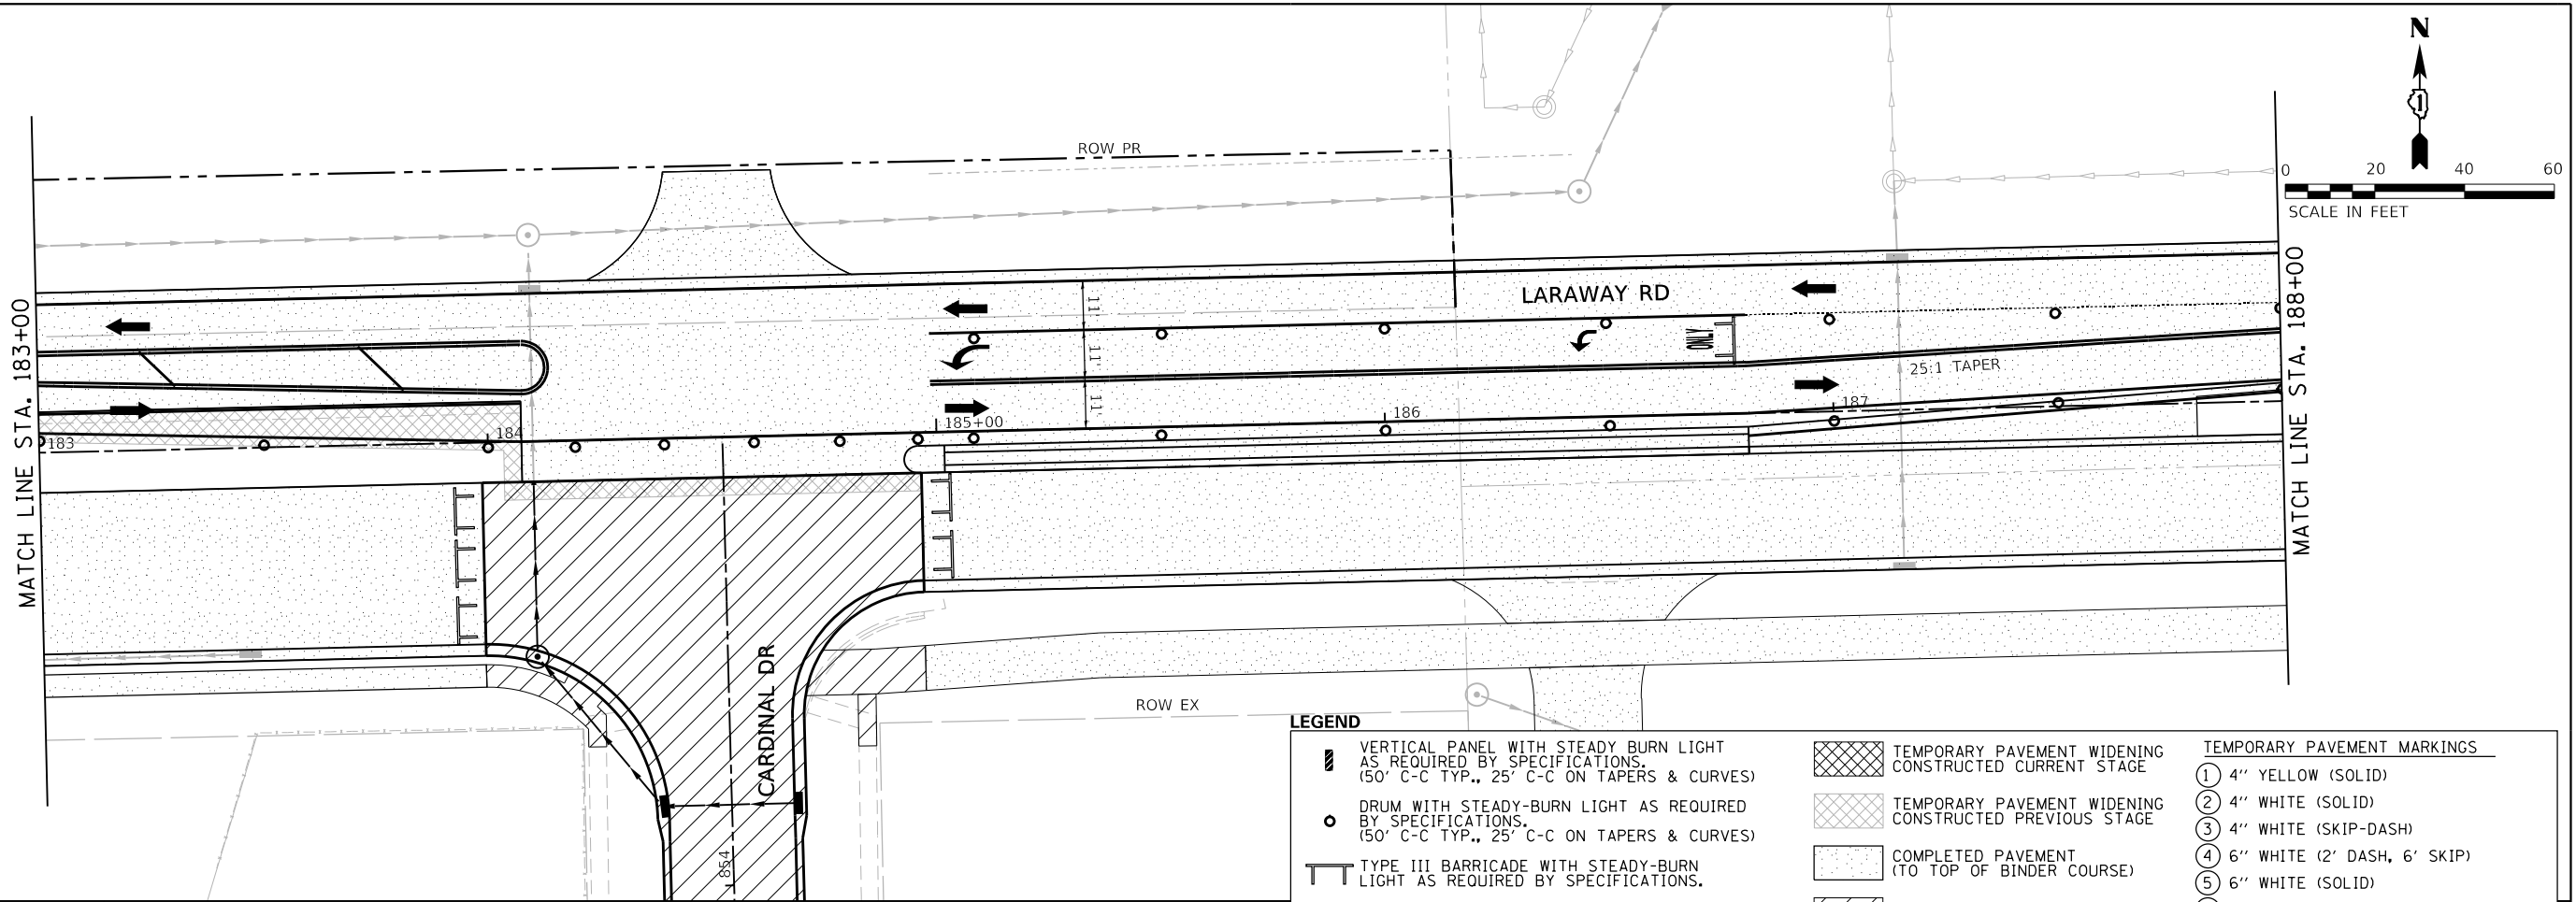 N
1
0 20 40 60
SCALE IN FEET
ROW PR
LARAWAY RD
MATCH LINE STA. 183+00
MATCH LINE STA. 188+00
11'
11'
11'
ONLY
25:1 TAPER
183
184
185+00
186
187
CARDINAL DR
854
ROW EX
LEGEND
VERTICAL PANEL WITH STEADY BURN LIGHT
AS REQUIRED BY SPECIFICATIONS.
(50' C-C TYP., 25' C-C ON TAPERS & CURVES)
DRUM WITH STEADY-BURN LIGHT AS REQUIRED
BY SPECIFICATIONS.
(50' C-C TYP., 25' C-C ON TAPERS & CURVES)
TYPE III BARRICADE WITH STEADY-BURN
LIGHT AS REQUIRED BY SPECIFICATIONS.
TEMPORARY PAVEMENT WIDENING
CONSTRUCTED CURRENT STAGE
TEMPORARY PAVEMENT WIDENING
CONSTRUCTED PREVIOUS STAGE
COMPLETED PAVEMENT
(TO TOP OF BINDER COURSE)
TEMPORARY PAVEMENT MARKINGS
1 4'' YELLOW (SOLID)
2 4'' WHITE (SOLID)
3 4'' WHITE (SKIP-DASH)
4 6'' WHITE (2' DASH, 6' SKIP)
5 6'' WHITE (SOLID)